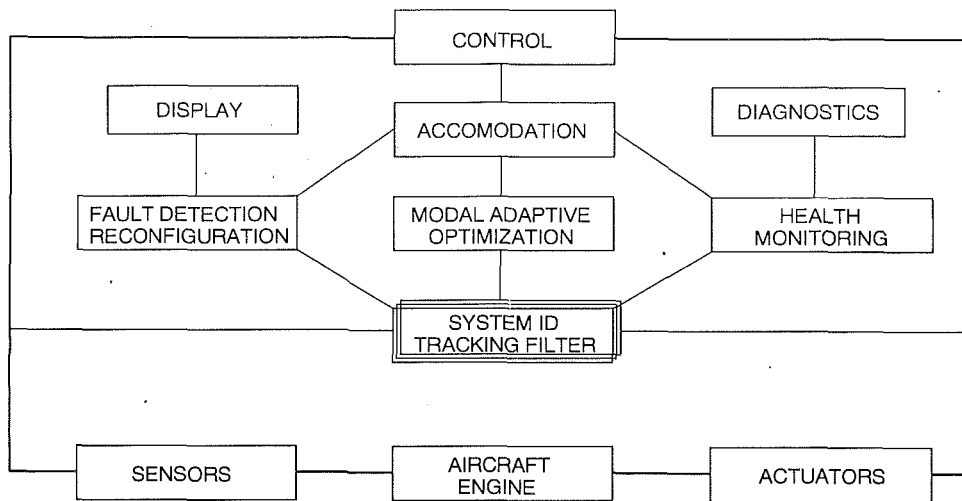 CONTROL
DISPLAY
ACCOMODATION
DIAGNOSTICS
FAULT DETECTION
RECONFIGURATION
MODAL ADAPTIVE
OPTIMIZATION
HEALTH
MONITORING
SYSTEM ID
TRACKING FILTER
SENSORS
AIRCRAFT
ENGINE
ACTUATORS